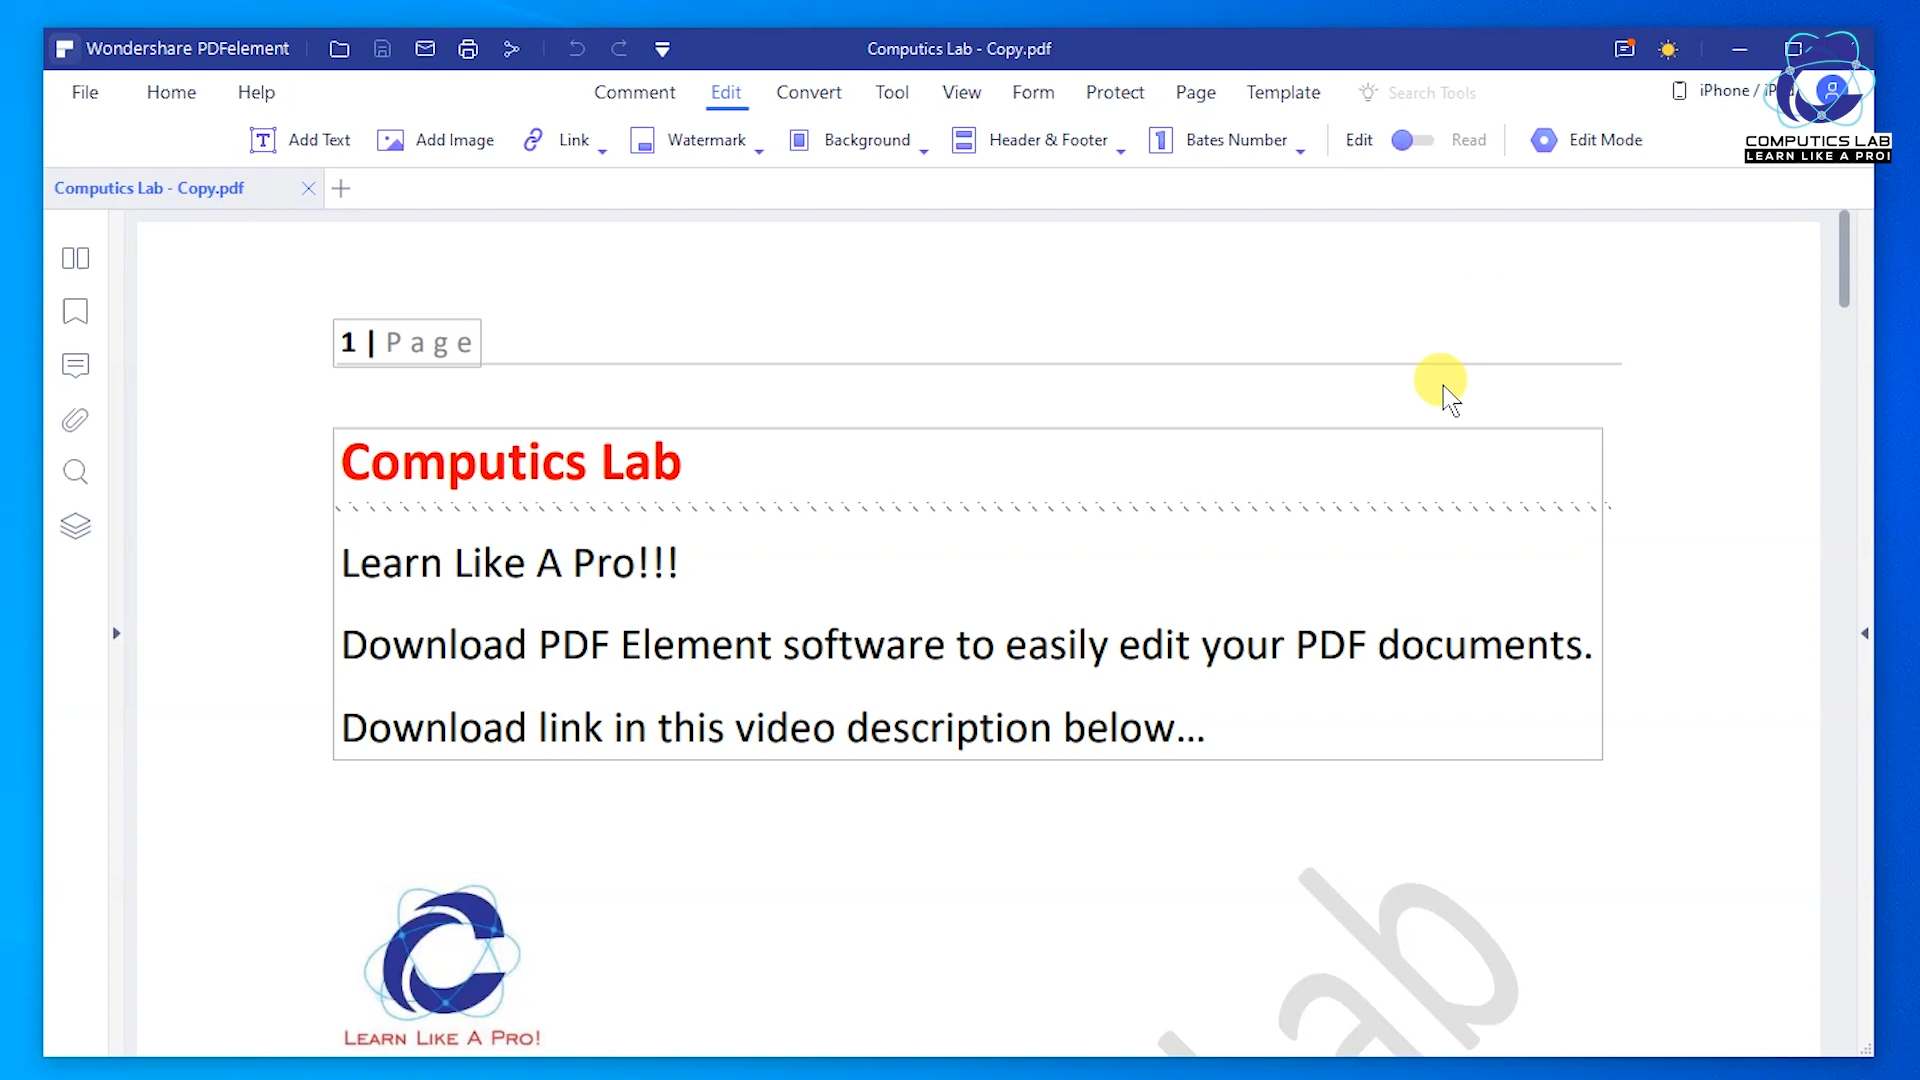 Wondershare PDFelement
Computics Lab - Copy.pdf
File Home Help Comment Edit Convert Tool View Form Protect Page Template Search Tools iPhone /
COMPUTICS LAB
LEARN LIKE A PRO!
Add Text Add Image Link Watermark Background Header & Footer Bates Number Edit Read Edit Mode
Computics Lab - Copy.pdf
1 | Page
Computics Lab
Learn Like A Pro!!!
Download PDF Element software to easily edit your PDF documents.
Download link in this video description below...
LEARN LIKE A PRO!
Lab